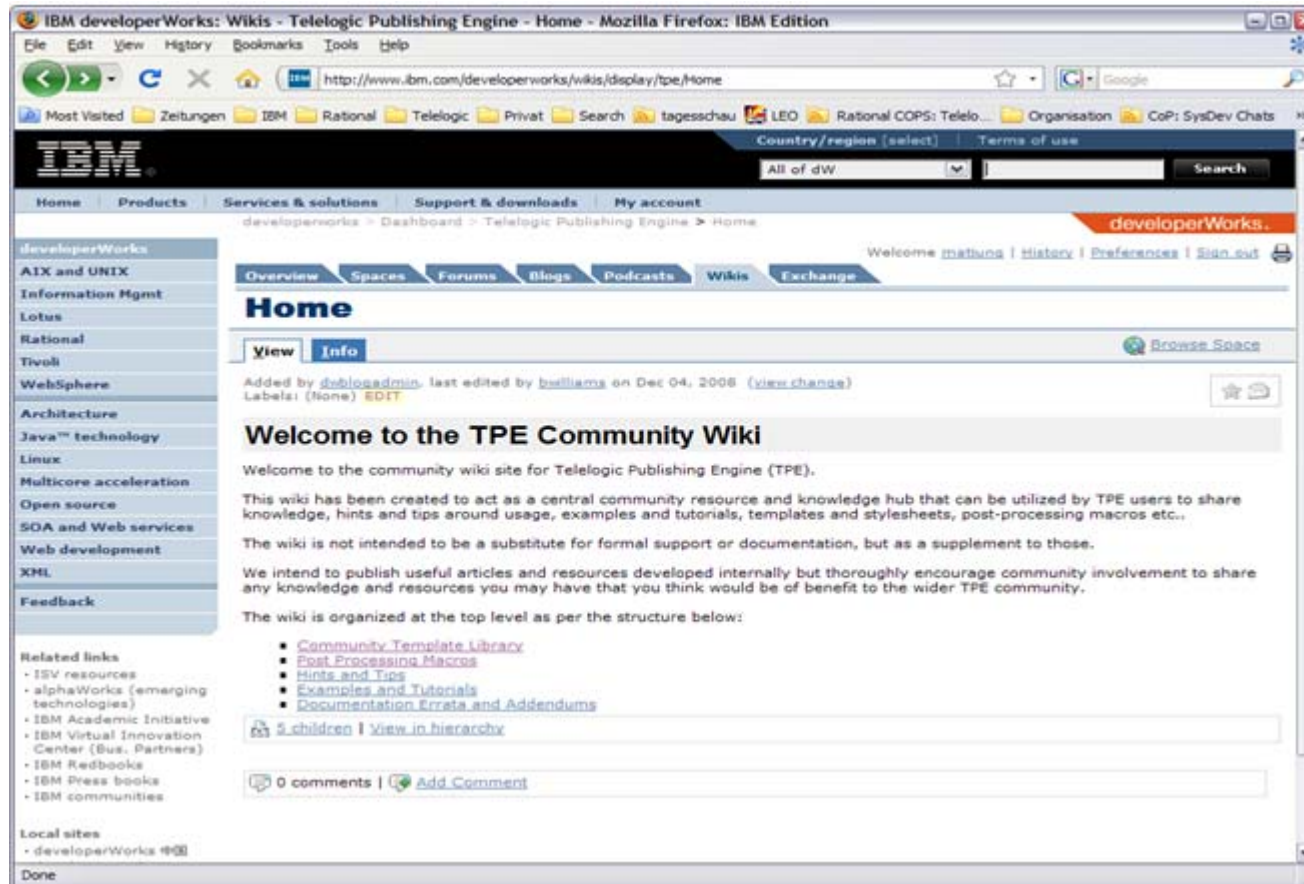 IBM developerWorks: Wikis - Telelogic Publishing Engine - Home - Mozilla Firefox: IBM Edition
File Edit View History Bookmarks Tools Help
IBM http://www.ibm.com/developerworks/wikis/display/tpe/Home G Google
Most Visited Zeitungen IBM Rational Telelogic Privat Search tagesschau LEO Rational COPS: Telelo... Organisation CoP: SysDev Chats »
Country/region [select] Terms of use
IBM
All of dW Search
Home Products Services & solutions Support & downloads My account
developerworks > Dashboard > Telelogic Publishing Engine > Home
developerWorks.
Welcome mattiung | History | Preferences | Sign out
Overview Spaces Forums Blogs Podcasts Wikis Exchange
Home
View Info
Browse Space
Added by dwblogadmin, last edited by bwilliams on Dec 04, 2008 (view change)
Labels: (None) EDIT
Welcome to the TPE Community Wiki
Welcome to the community wiki site for Telelogic Publishing Engine (TPE).
This wiki has been created to act as a central community resource and knowledge hub that can be utilized by TPE users to share
knowledge, hints and tips around usage, examples and tutorials, templates and stylesheets, post-processing macros etc..
The wiki is not intended to be a substitute for formal support or documentation, but as a supplement to those.
We intend to publish useful articles and resources developed internally but thoroughly encourage community involvement to share
any knowledge and resources you may have that you think would be of benefit to the wider TPE community.
The wiki is organized at the top level as per the structure below:
▪ Community Template Library
▪ Post Processing Macros
▪ Hints and Tips
▪ Examples and Tutorials
▪ Documentation Errata and Addendums
5 children | View in hierarchy
0 comments | Add Comment
developerWorks
AIX and UNIX
Information Mgmt
Lotus
Rational
Tivoli
WebSphere
Architecture
Java™ technology
Linux
Multicore acceleration
Open source
SOA and Web services
Web development
XML
Feedback
Related links
• ISV resources
• alphaWorks (emerging
technologies)
• IBM Academic Initiative
• IBM Virtual Innovation
Center (Bus. Partners)
• IBM Redbooks
• IBM Press books
• IBM communities
Local sites
• developerWorks 中国
Done